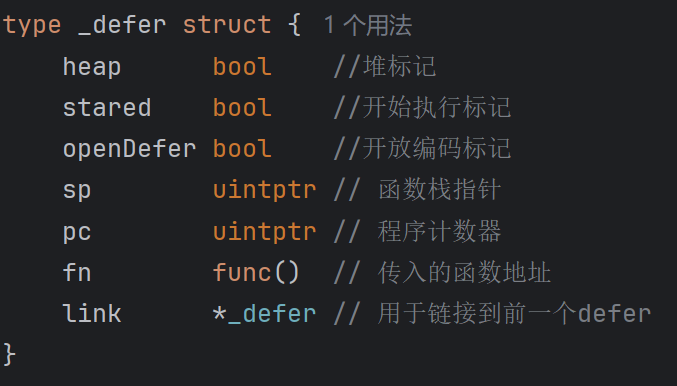 type _defer struct { 1 个用法
heap bool //堆标记
stared bool //开始执行标记
openDefer bool //开放编码标记
sp uintptr // 函数栈指针
pc uintptr // 程序计数器
fn func() // 传入的函数地址
link *_defer // 用于链接到前一个defer
}